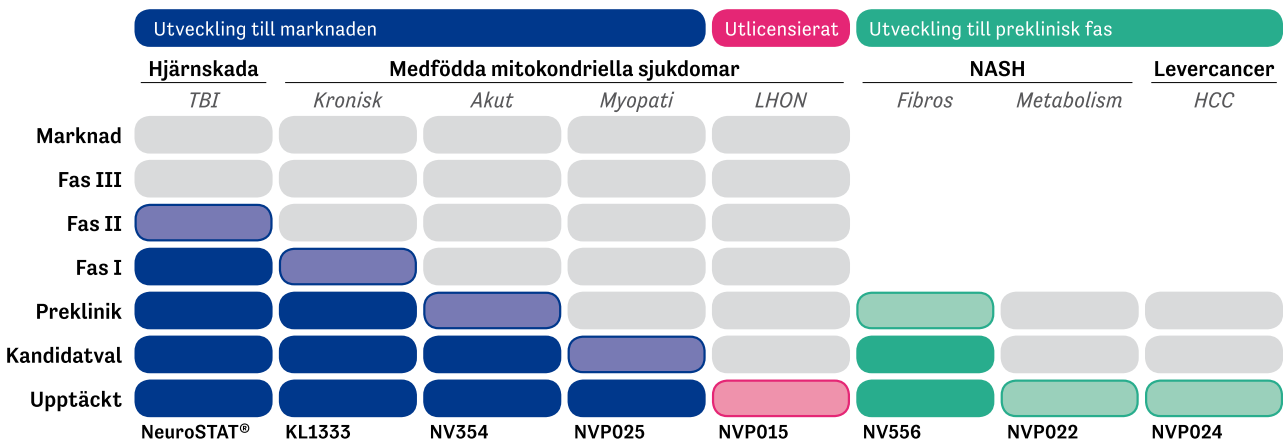 Utveckling till marknaden Utlicensierat Utveckling till preklinisk fas
Hjärnskada Medfödda mitokondriella sjukdomar NASH Levercancer
TBI Kronisk Akut Myopati LHON Fibros Metabolism HCC
Marknad
Fas III
Fas II
Fas I
Preklinik
Kandidatval
Upptäckt
NeuroSTAT® KL1333 NV354 NVP025 NVP015 NV556 NVP022 NVP024